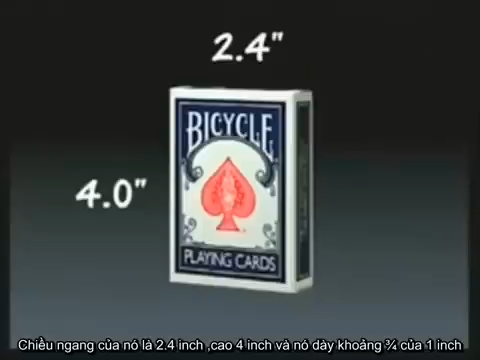 2.4"
BICYCLE
4.0"
PLAYING CARDS
Chiều ngang của nó là 2.4 inch ,cao 4 inch và nó dày khoảng ¾ của 1 inch